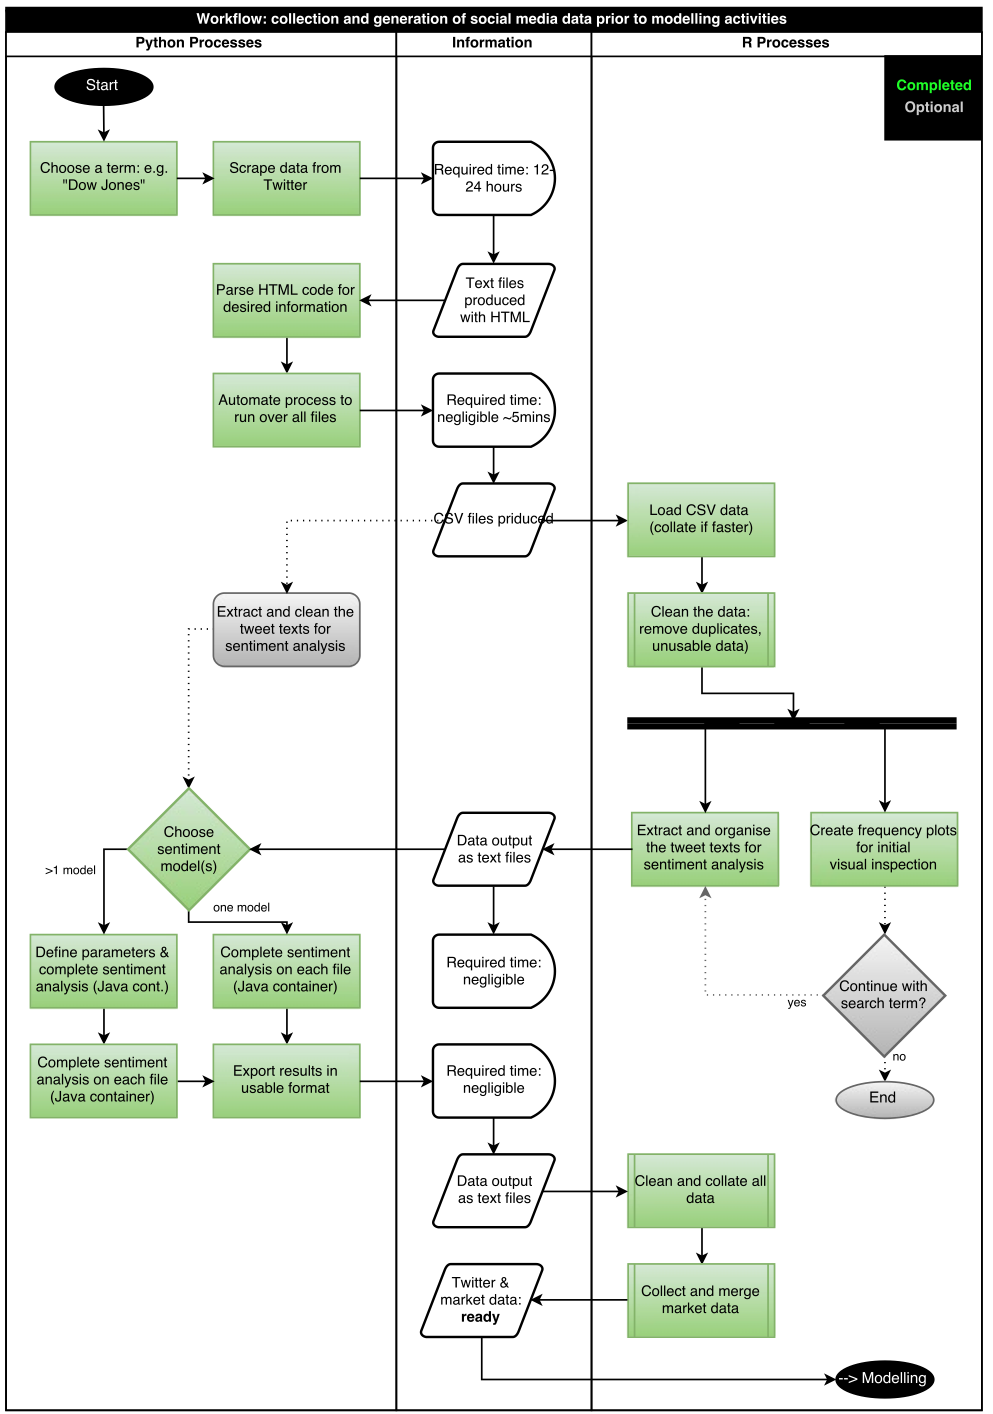 Workflow: collection and generation of social media data prior to modelling activities
Python Processes
Information
R Processes
Completed
Optional
Start
Choose a term: e.g.
"Dow Jones"
Scrape data from
Twitter
Required time: 12-
24 hours
Parse HTML code for
desired information
Text files
produced
with HTML
Automate process to
run over all files
Required time:
negligible ~5mins
CSV files priduced
Load CSV data
(collate if faster)
Extract and clean the
tweet texts for
sentiment analysis
Clean the data:
remove duplicates,
unusable data)
Choose
sentiment
model(s)
Data output
as text files
Extract and organise
the tweet texts for
sentiment analysis
Create frequency plots
for initial
visual inspection
>1 model
one model
Define parameters &
complete sentiment
analysis (Java cont.)
Complete sentiment
analysis on each file
(Java container)
Required time:
negligible
Continue with
search term?
yes
no
Complete sentiment
analysis on each file
(Java container)
Export results in
usable format
Required time:
negligible
End
Data output
as text files
Clean and collate all
data
Twitter &
market data:
ready
Collect and merge
market data
--> Modelling